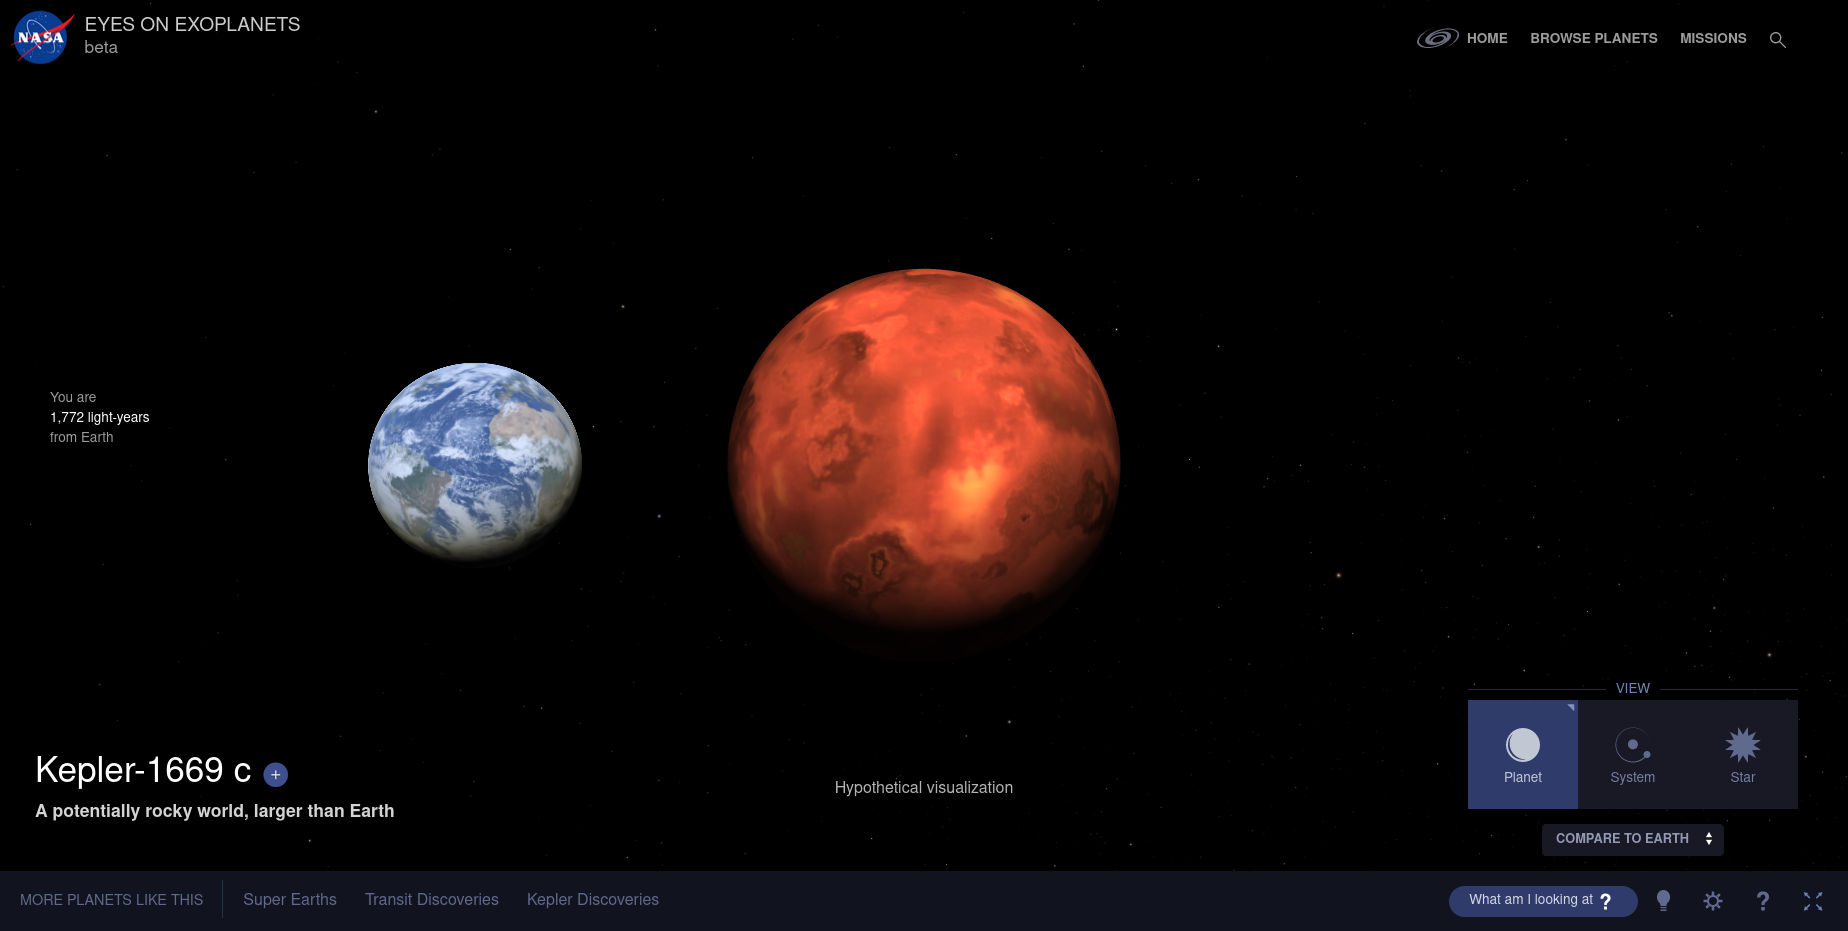 NASA
EYES ON EXOPLANETS
beta
HOME
BROWSE PLANETS
MISSIONS
You are
1,772 light-years
from Earth
Kepler-1669 c +
A potentially rocky world, larger than Earth
Hypothetical visualization
VIEW
Planet
System
Star
COMPARE TO EARTH
MORE PLANETS LIKE THIS
Super Earths
Transit Discoveries
Kepler Discoveries
What am I looking at ?
?